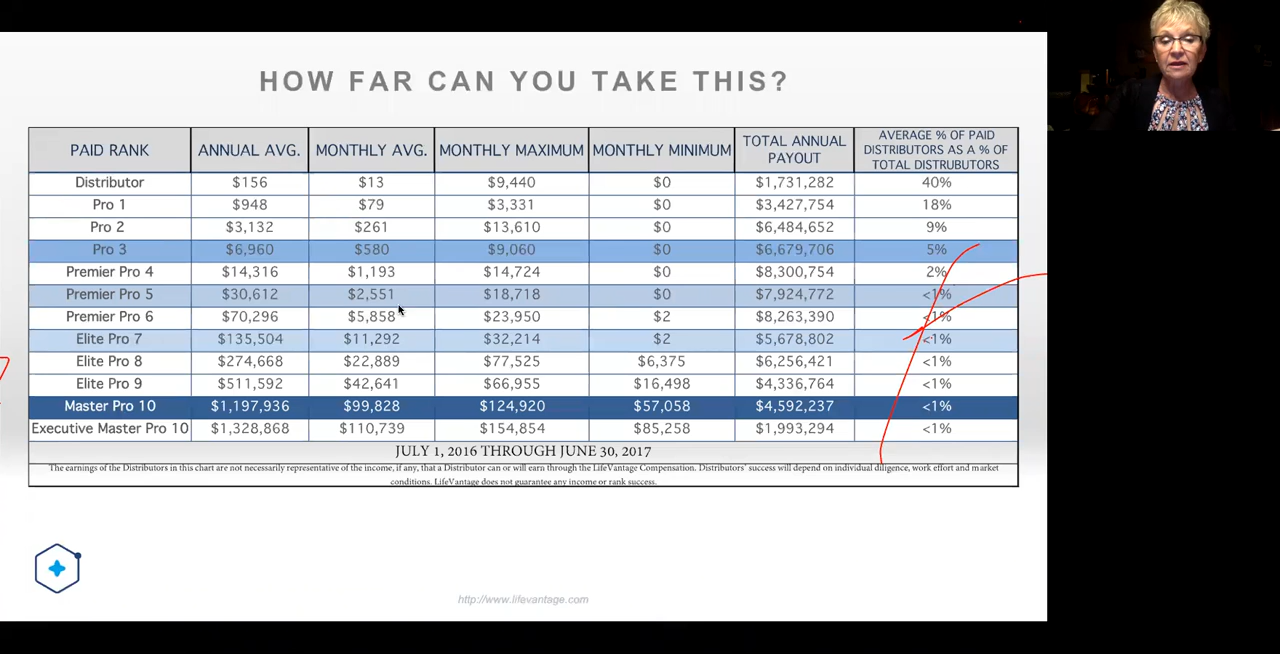 HOW FAR CAN YOU TAKE THIS?
PAID RANK ANNUAL AVG. MONTHLY AVG. MONTHLY MAXIMUM MONTHLY MINIMUM TOTAL ANNUAL PAYOUT AVERAGE % OF PAID DISTRIBUTORS AS A % OF TOTAL DISTRUBUTORS
Distributor $156 $13 $9,440 $0 $1,731,282 40%
Pro 1 $948 $79 $3,331 $0 $3,427,754 18%
Pro 2 $3,132 $261 $13,610 $0 $6,484,652 9%
Pro 3 $6,960 $580 $9,060 $0 $6,679,706 5%
Premier Pro 4 $14,316 $1,193 $14,724 $0 $8,300,754 2%
Premier Pro 5 $30,612 $2,551 $18,718 $0 $7,924,772 <1%
Premier Pro 6 $70,296 $5,858 $23,950 $2 $8,263,390 <1%
Elite Pro 7 $135,504 $11,292 $32,214 $2 $5,678,802 <1%
Elite Pro 8 $274,668 $22,889 $77,525 $6,375 $6,256,421 <1%
Elite Pro 9 $511,592 $42,641 $66,955 $16,498 $4,336,764 <1%
Master Pro 10 $1,197,936 $99,828 $124,920 $57,058 $4,592,237 <1%
Executive Master Pro 10 $1,328,868 $110,739 $154,854 $85,258 $1,993,294 <1%
JULY 1, 2016 THROUGH JUNE 30, 2017
The earnings of the Distributors in this chart are not necessarily representative of the income, if any, that a Distributor can or will earn through the LifeVantage Compensation. Distributors' success will depend on individual diligence, work effort and market
conditions. LifeVantage does not guarantee any income or rank success.
http://www.lifevantage.com